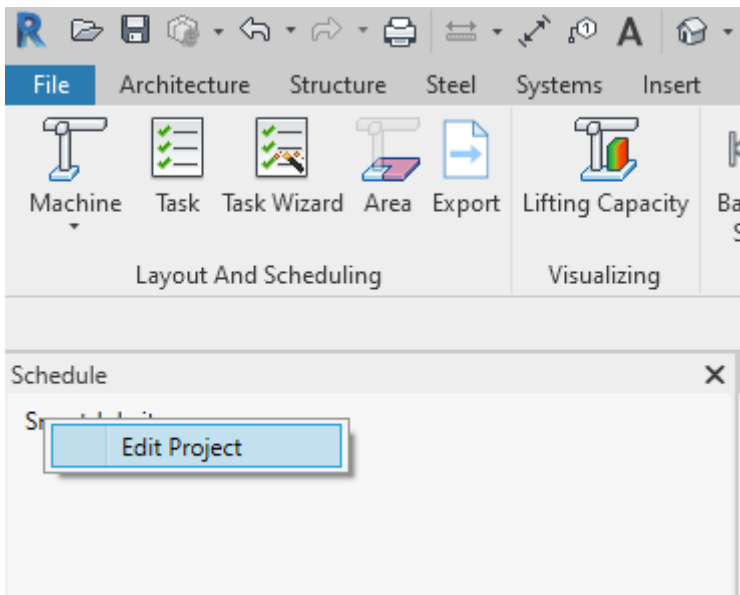 File Architecture Structure Steel Systems Insert
Machine Task Task Wizard Area Export Lifting Capacity
Layout And Scheduling Visualizing
Schedule
Edit Project